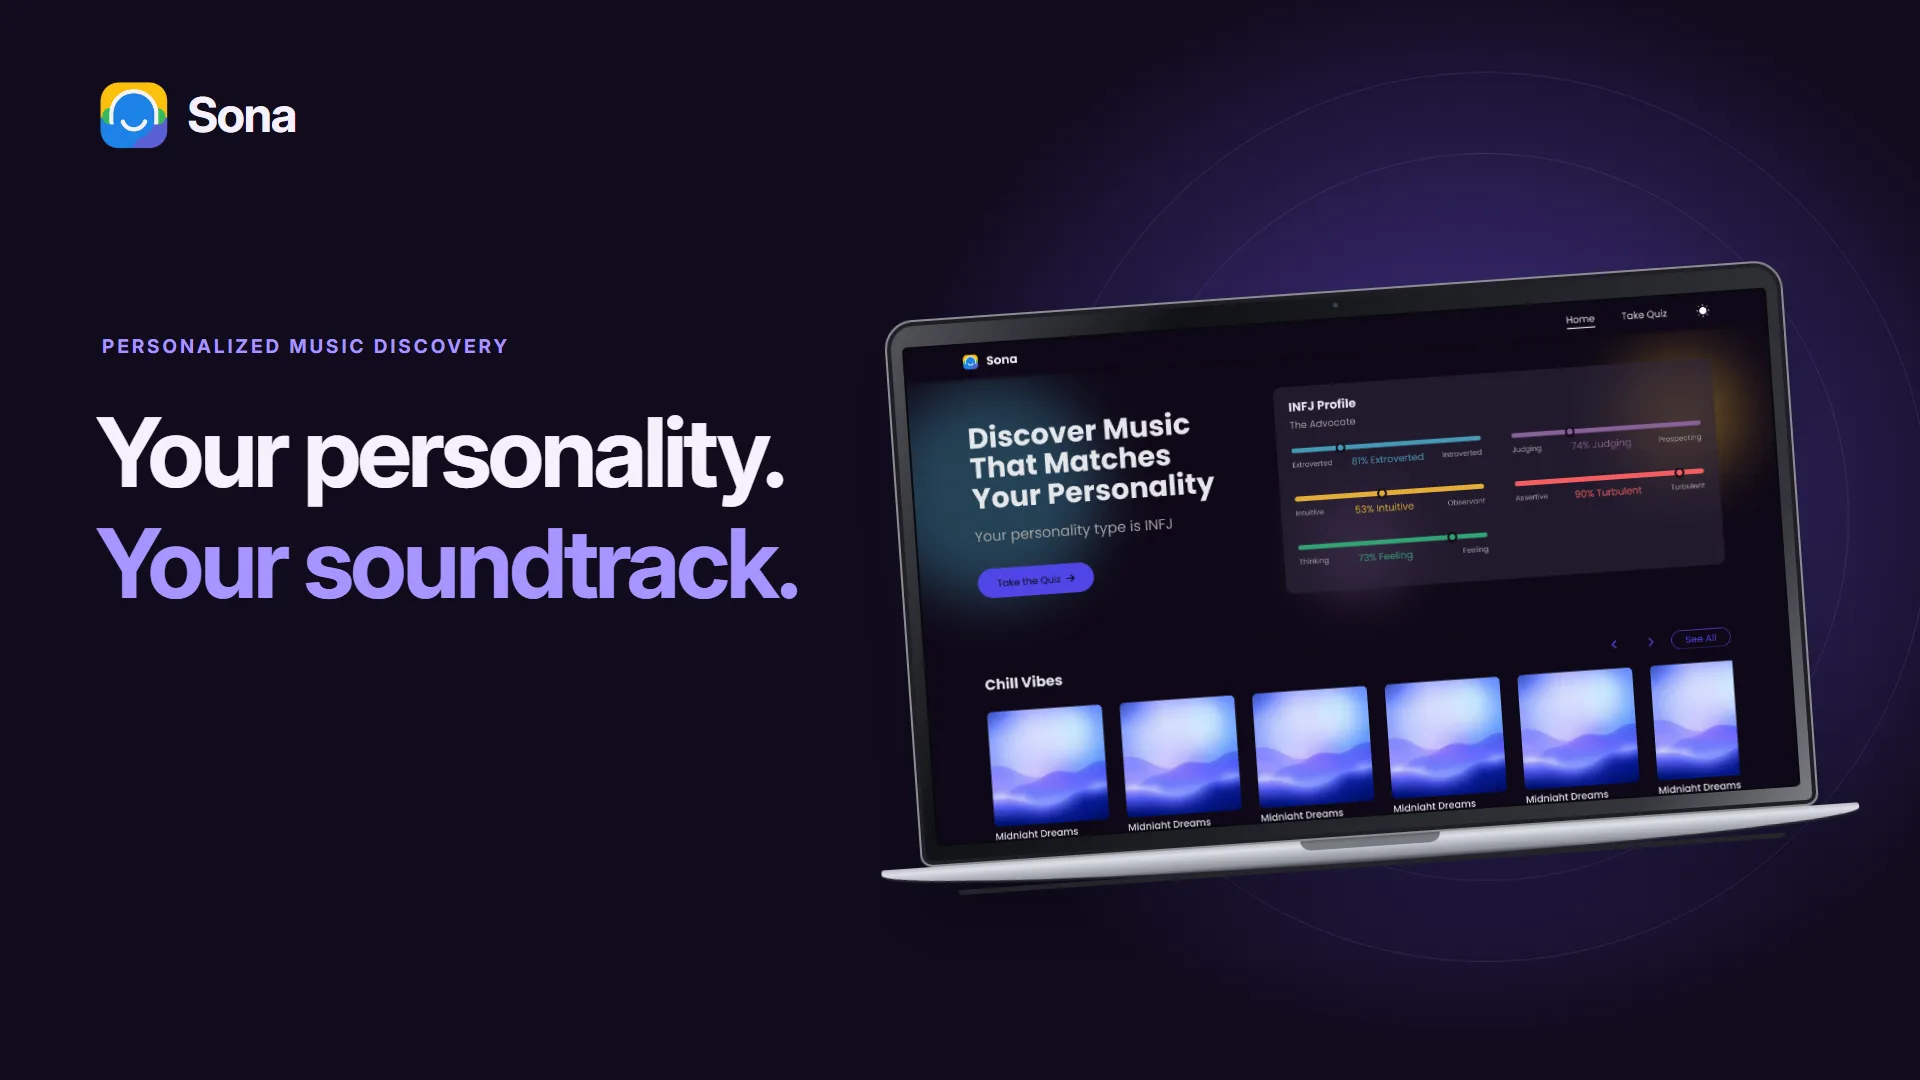 Sona
PERSONALIZED MUSIC DISCOVERY
Your personality.
Your soundtrack.
Sona
Home
Take Quiz
Discover Music
That Matches
Your Personality
Your personality type is INFJ
Take the Quiz →
INFJ Profile
The Advocate
Extroverted
81% Extroverted
Introverted
Judging
74% Judging
Prospecting
Intuitive
53% Intuitive
Observant
Assertive
90% Turbulent
Turbulent
Thinking
73% Feeling
Feeling
See All
Chill Vibes
Midnight Dreams
Midnight Dreams
Midnight Dreams
Midnight Dreams
Midnight Dreams
Midnight Dreams